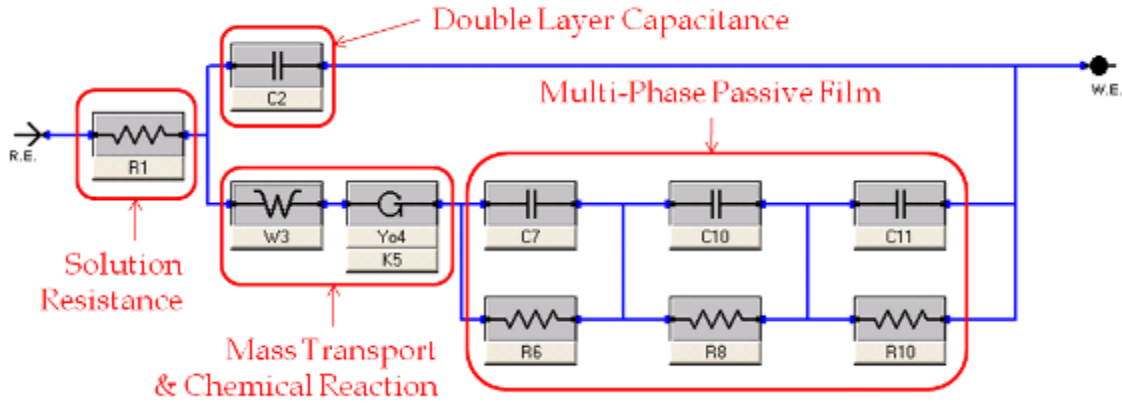 Double Layer Capacitance
C2
Multi-Phase Passive Film
W.E.
R.E.
R1
W3
Yo4
K5
C7
C10
C11
Solution
Resistance
R6
R8
R10
Mass Transport
& Chemical Reaction